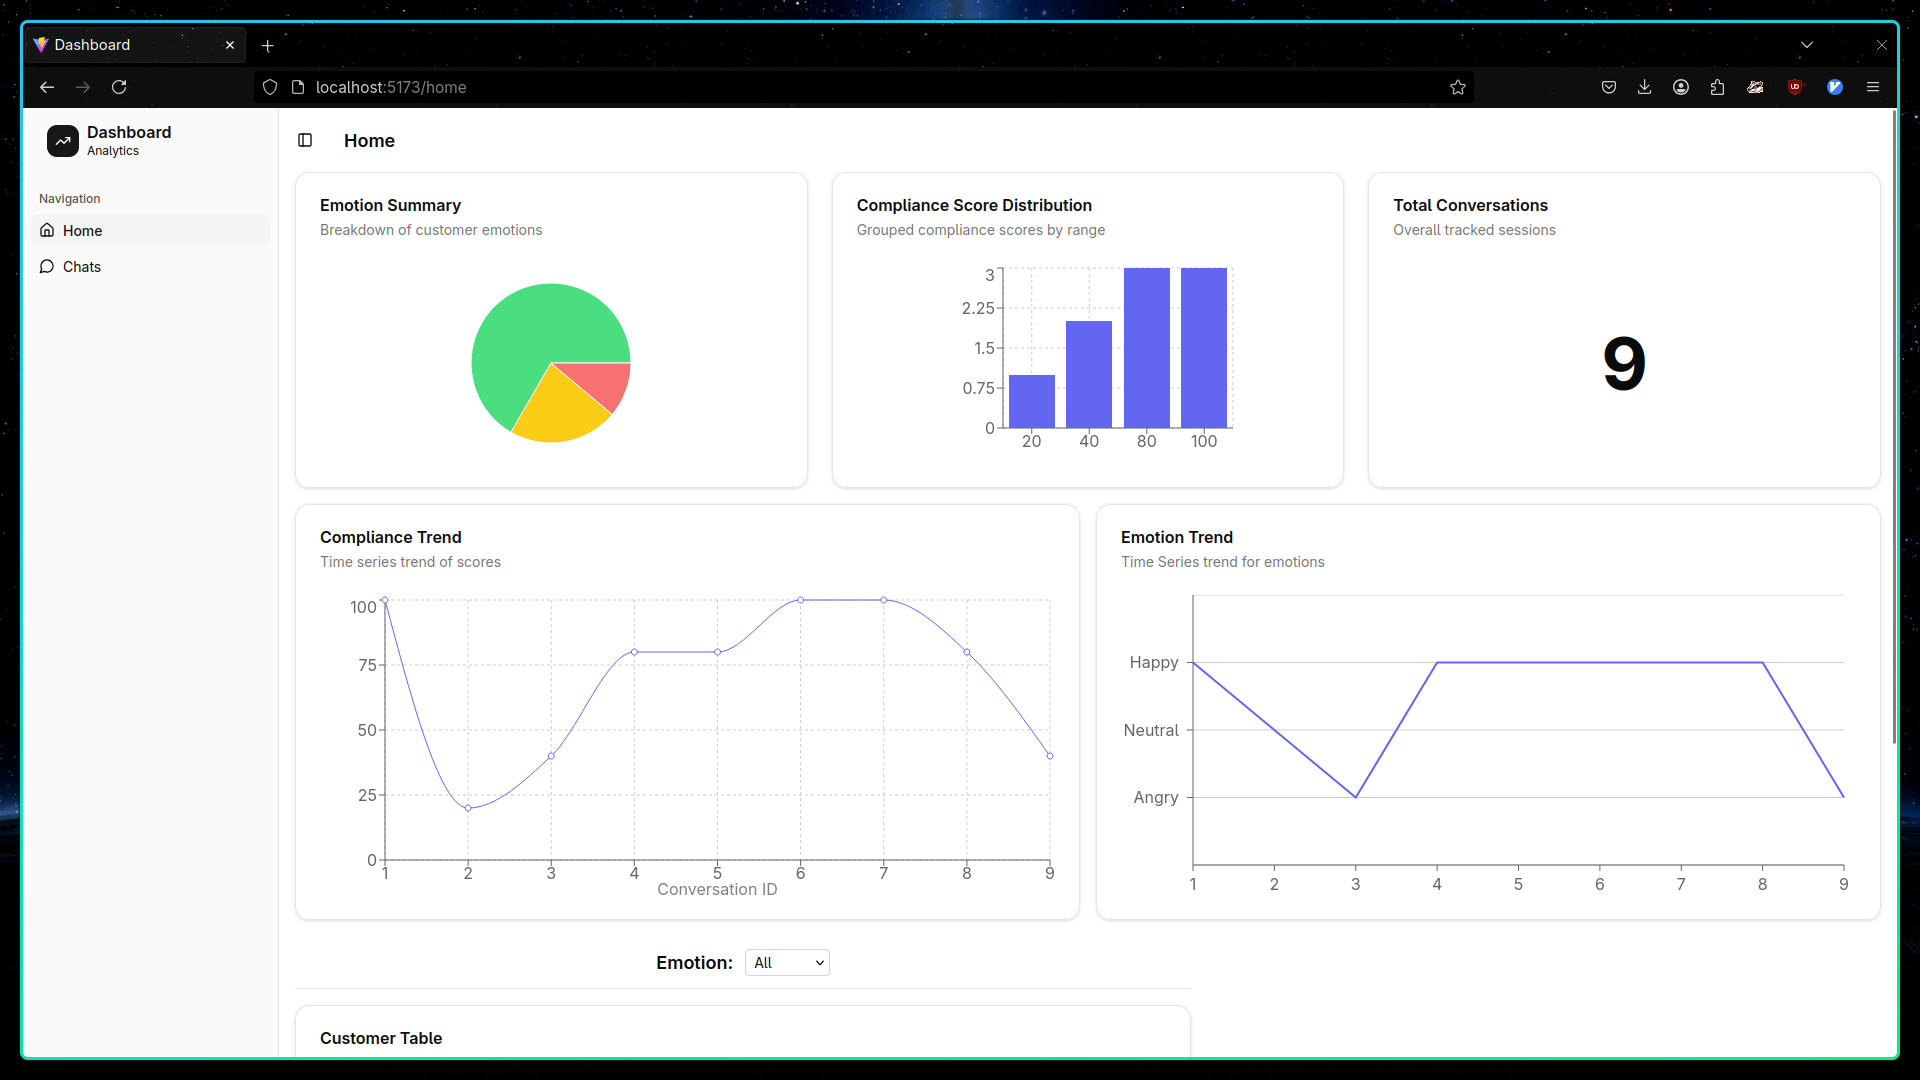 Dashboard
localhost:5173/home
Dashboard
Analytics
Navigation
Home
Chats
Home
Emotion Summary
Breakdown of customer emotions
Compliance Score Distribution
Grouped compliance scores by range
3
2.25
1.5
0.75
0
20 40 80 100
Total Conversations
Overall tracked sessions
9
Compliance Trend
Time series trend of scores
100
75
50
25
0
1 2 3 4 5 6 7 8 9
Conversation ID
Emotion Trend
Time Series trend for emotions
Happy
Neutral
Angry
1 2 3 4 5 6 7 8 9
Emotion: All
Customer Table